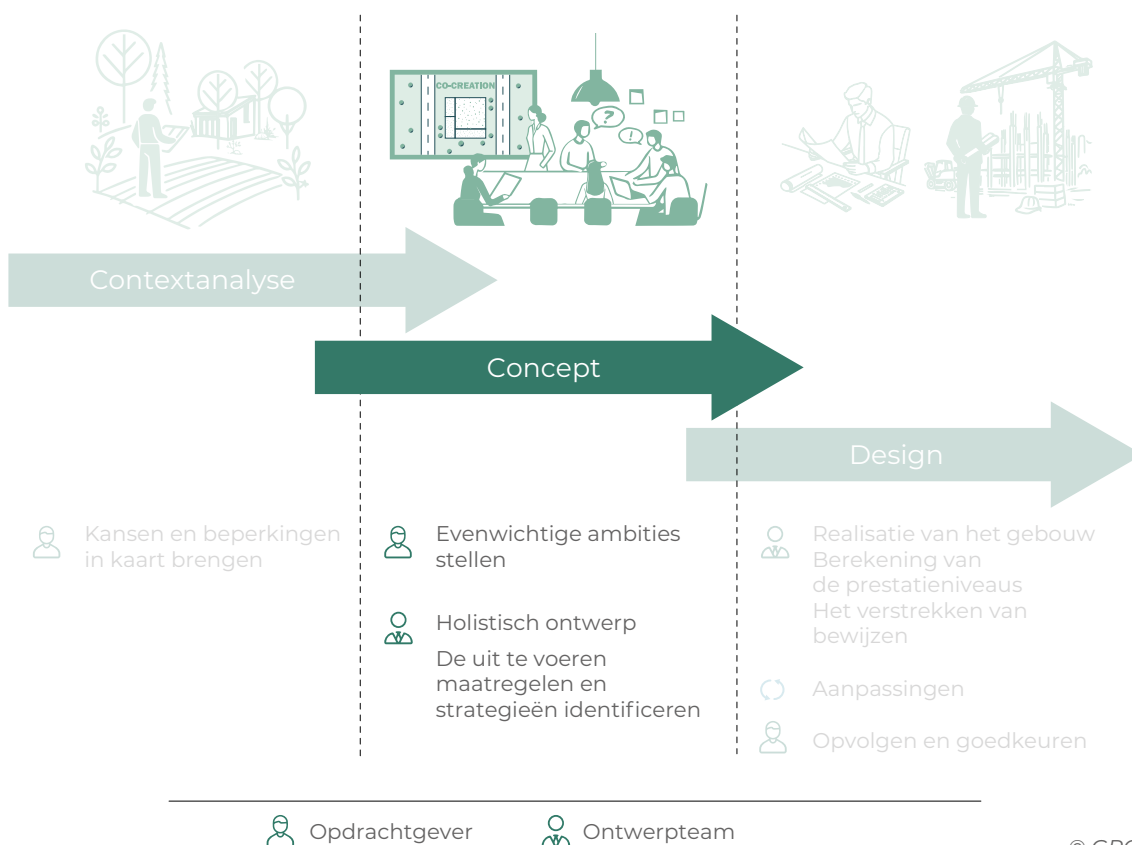 CO-CREATION
?
!
Contextanalyse
Concept
Design
Kansen en beperkingen
in kaart brengen
Evenwichtige ambities
stellen
Holistisch ontwerp
De uit te voeren
maatregelen en
strategieën identificeren
Realisatie van het gebouw
Berekening van
de prestatieniveaus
Het verstrekken van
bewijzen
Aanpassingen
Opvolgen en goedkeuren
Opdrachtgever
Ontwerpteam